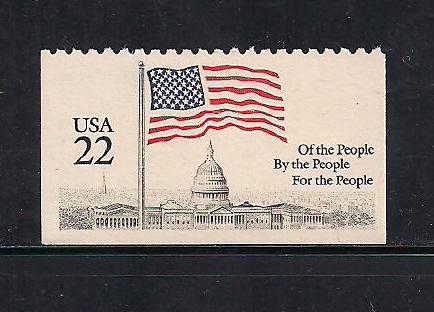 USA
22
Of the People
By the People
For the People